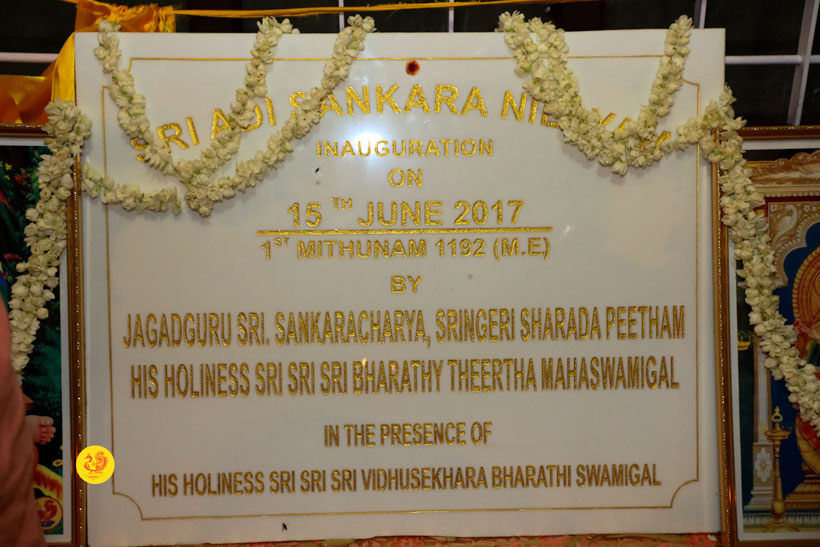 SRI ADI SANKARA
INAUGURATION
ON
15TH JUNE 2017
1ST MITHUNAM 1192 (M.E)
BY
JAGADGURU SRI. SANKARACHARYA, SRINGERI SHARADA PEETHAM
HIS HOLINESS SRI SRI SRI BHARATHY THEERTHA MAHASWAMIGAL
IN THE PRESENCE OF
HIS HOLINESS SRI SRI SRI VIDHUSEKHARA BHARATHI SWAMIGAL